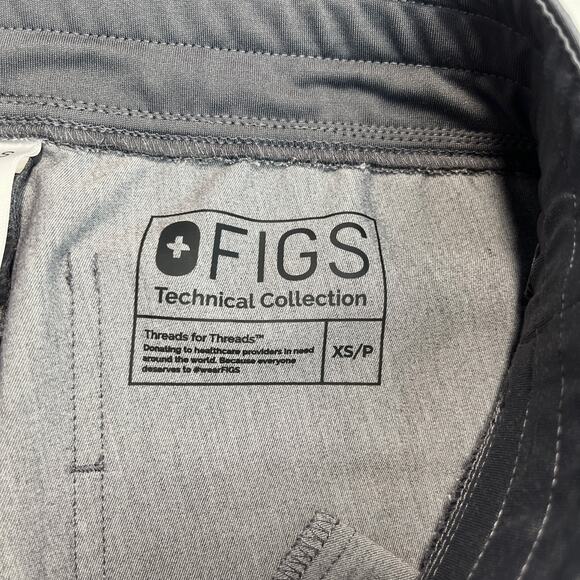 FIGS
Technical Collection
Threads for Threads™
Donating to healthcare providers in need
around the world. Because everyone
deserves to #wearFIGS
XS/P